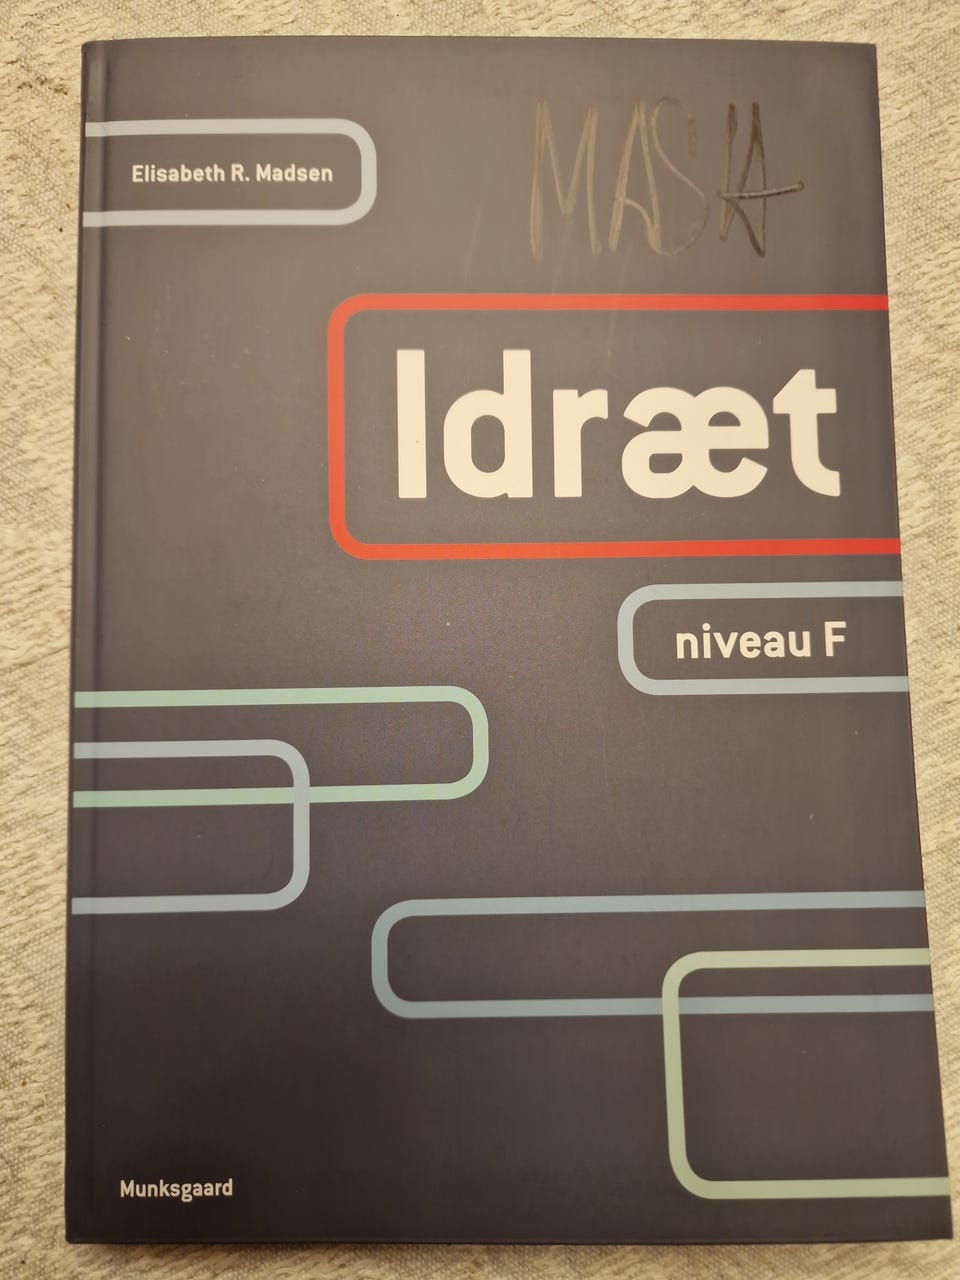 Elisabeth R. Madsen
MASHA
Idræt
niveau F
Munksgaard